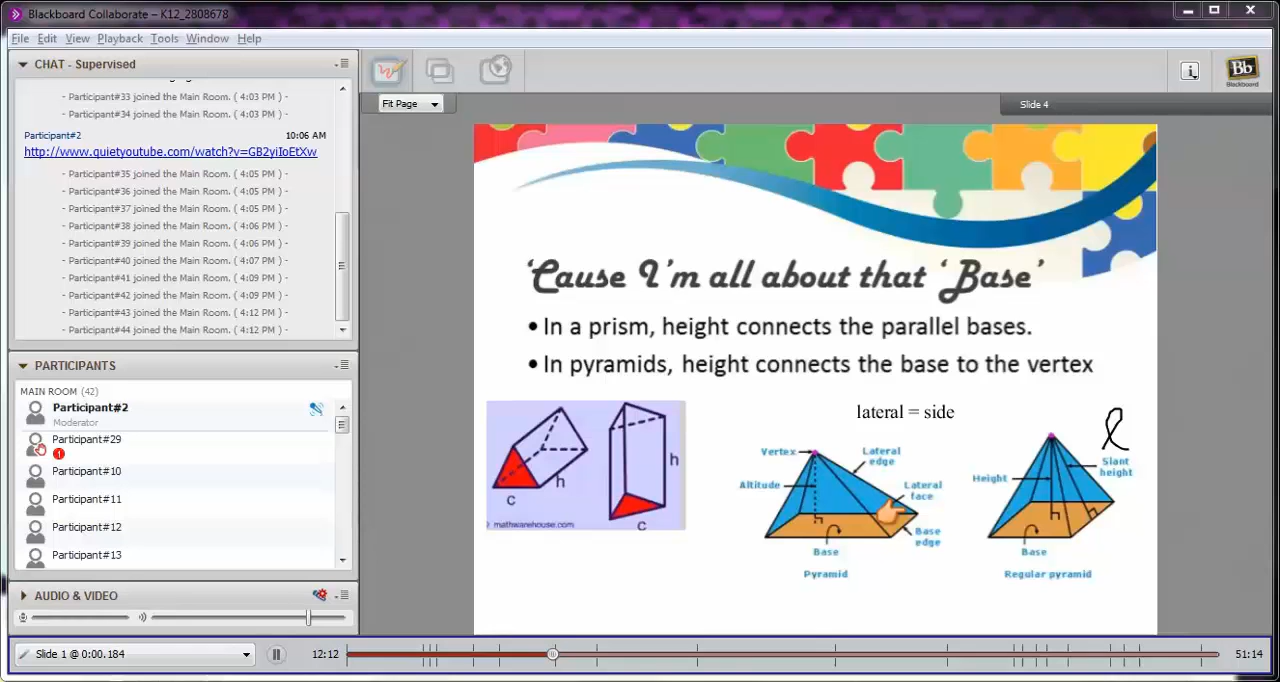 Blackboard Collaborate – K12_2808678
File Edit View Playback Tools Window Help
CHAT - Supervised
- Participant#33 joined the Main Room. ( 4:03 PM ) -
- Participant#34 joined the Main Room. ( 4:03 PM ) -
Participant#2 10:06 AM
http://www.quietyoutube.com/watch?v=GB2yiIoEtXw
- Participant#35 joined the Main Room. ( 4:05 PM ) -
- Participant#36 joined the Main Room. ( 4:05 PM ) -
- Participant#37 joined the Main Room. ( 4:05 PM ) -
- Participant#38 joined the Main Room. ( 4:06 PM ) -
- Participant#39 joined the Main Room. ( 4:06 PM ) -
- Participant#40 joined the Main Room. ( 4:07 PM ) -
- Participant#41 joined the Main Room. ( 4:09 PM ) -
- Participant#42 joined the Main Room. ( 4:09 PM ) -
- Participant#43 joined the Main Room. ( 4:12 PM ) -
- Participant#44 joined the Main Room. ( 4:12 PM ) -
PARTICIPANTS
MAIN ROOM (42)
Participant#2
Moderator
Participant#29
1
Participant#10
Participant#11
Participant#12
Participant#13
AUDIO & VIDEO
Slide 1 @ 0:00.184
12:12
51:14
Fit Page
Slide 4
Bb
Blackboard
'Cause I'm all about that 'Base'
• In a prism, height connects the parallel bases.
• In pyramids, height connects the base to the vertex
lateral = side
h
c
h
c
mathwarehouse.com
Vertex
Lateral edge
Altitude
Lateral face
h
Base edge
Base
Pyramid
ℓ
Slant height
Height
h
Base
Regular pyramid